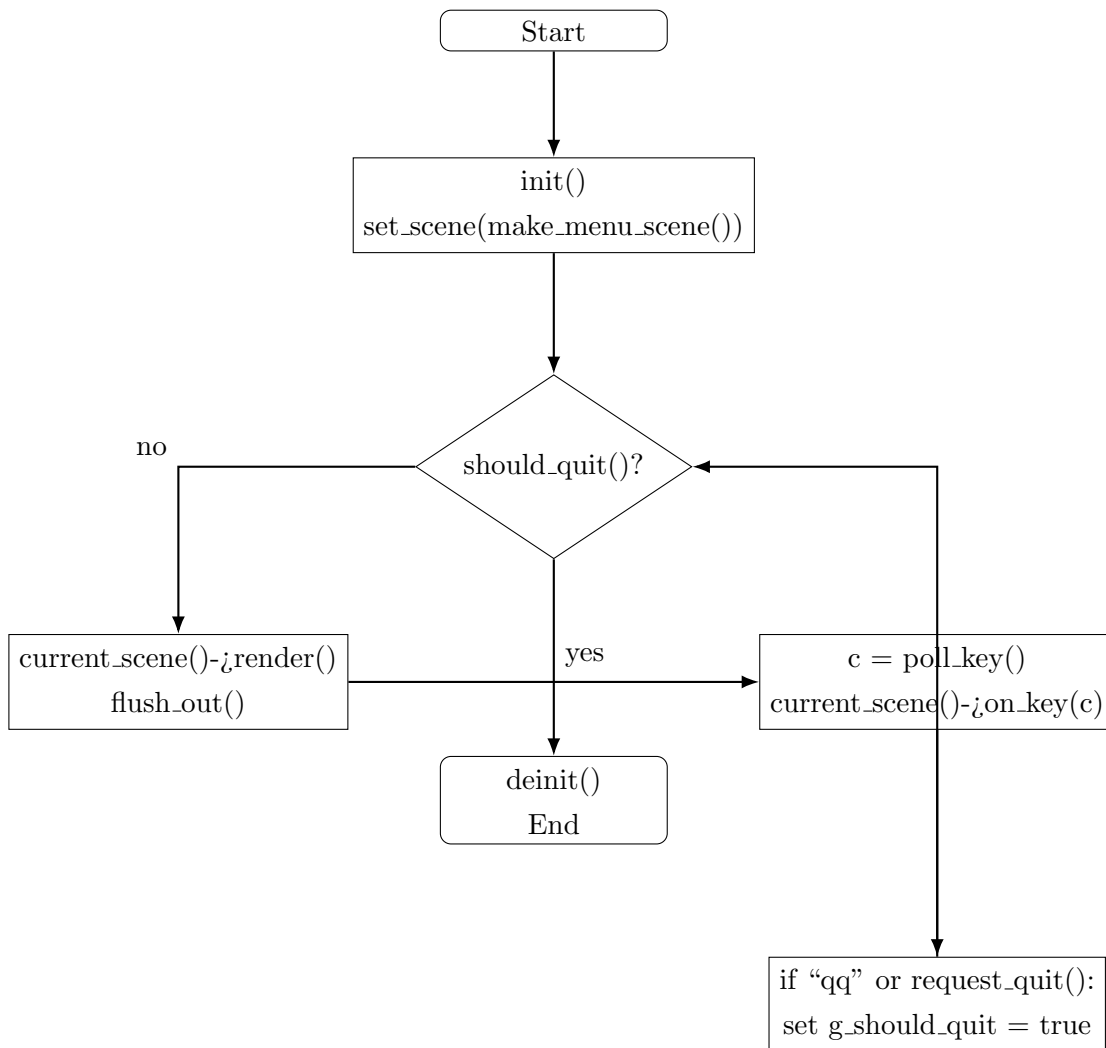 Start
init()
set_scene(make_menu_scene())
no
should_quit()?
current_scene()-¿render()
flush_out()
yes
c = poll_key()
current_scene()-¿on_key(c)
deinit()
End
if “qq” or request_quit():
set g_should_quit = true